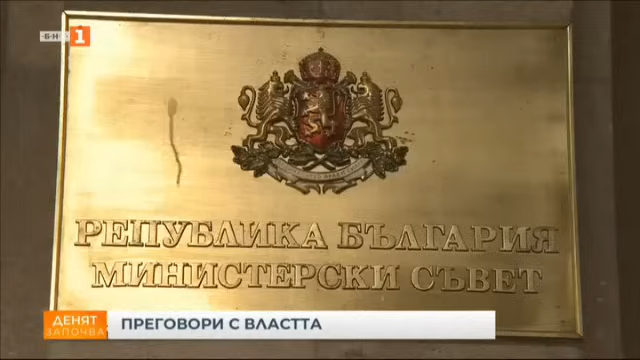 БНТ 1
РЕПУБЛИКА БЪЛГАРИЯ
МИНИСТЕРСКИ СЪВЕТ
ДЕНЯТ
ЗАПОЧВА
ПРЕГОВОРИ С ВЛАСТТА